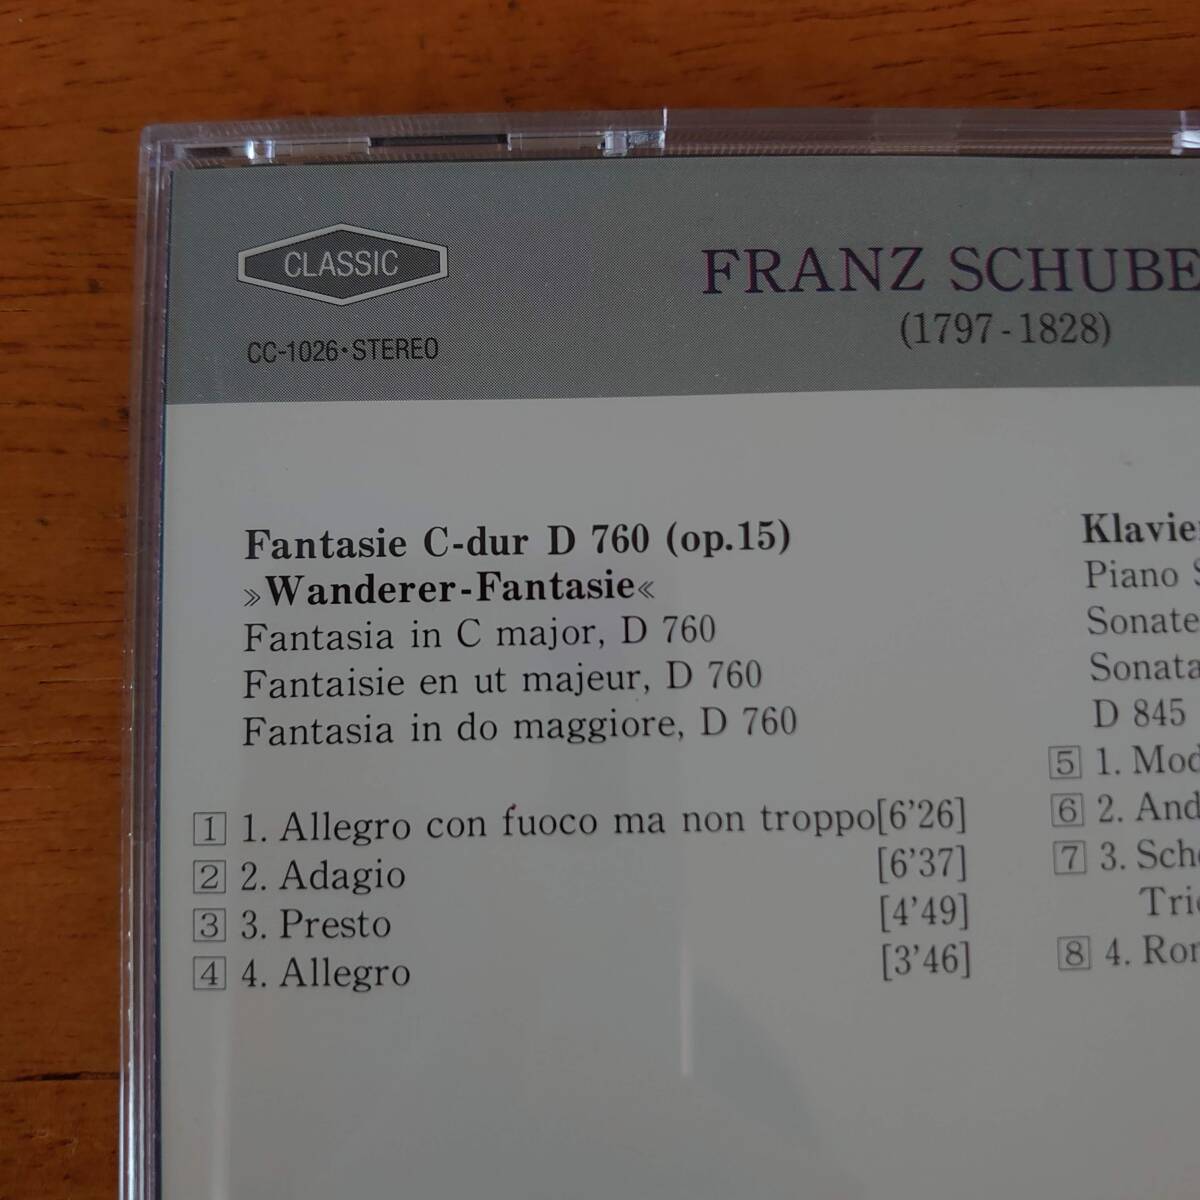 CLASSIC
CC-1026·STEREO
FRANZ SCHUBE
(1797-1828)
Fantasie C-dur D 760 (op.15)
»Wanderer-Fantasie«
Fantasia in C major, D 760
Fantaisie en ut majeur, D 760
Fantasia in do maggiore, D 760
1 1. Allegro con fuoco ma non troppo[6'26]
2 2. Adagio [6'37]
3 3. Presto [4'49]
4 4. Allegro [3'46]
Klavie
Piano S
Sonate
Sonata
D 845
5 1. Mod
6 2. And
7 3. Sche
Trio
8 4. Ron